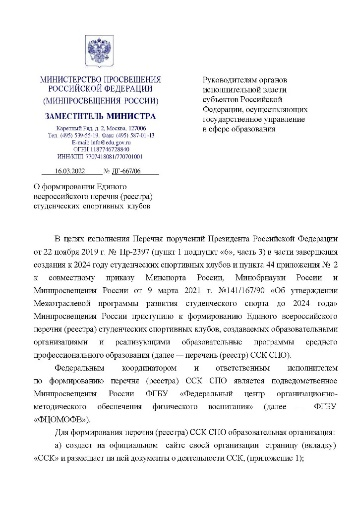 МИНИСТЕРСТВО ПРОСВЕЩЕНИЯ
РОССИЙСКОЙ ФЕДЕРАЦИИ
(МИНПРОСВЕЩЕНИЯ РОССИИ)
ЗАМЕСТИТЕЛЬ МИНИСТРА
Каретный Ряд, д. 2, Москва, 127006
Тел. (495) 539-55-19. Факс (495) 587-01-13
E-mail: info@edu.gov.ru
ОГРН 1187746728840
ИНН/КПП 7707418081/770701001
16.03.2022 № ДГ-667/06
Руководителям органов
исполнительной власти
субъектов Российской
Федерации, осуществляющих
государственное управление
в сфере образования
О формировании Единого
всероссийского перечня (реестра)
студенческих спортивных клубов
В целях исполнения Перечня поручений Президента Российской Федерации
от 22 ноября 2019 г. № Пр-2397 (пункт 1 подпункт «б», часть 3) в части завершения
создания к 2024 году студенческих спортивных клубов и пункта 44 приложения № 2
к совместному приказу Минспорта России, Минобрнауки России и
Минпросвещения России от 9 марта 2021 г. №141/167/90 «Об утверждении
Межотраслевой программы развития студенческого спорта до 2024 года»
Минпросвещения России приступило к формированию Единого всероссийского
перечня (реестра) студенческих спортивных клубов, создаваемых образовательными
организациями и реализующими образовательные программы среднего
профессионального образования (далее — перечень (реестр) ССК СПО).
Федеральным координатором и ответственным исполнителем
по формированию перечня (реестра) ССК СПО является подведомственное
Минпросвещения России ФГБУ «Федеральный центр организационно-
методического обеспечения физического воспитания» (далее ФГБУ
«ФЦОМОФВ»).
Для формирования перечня (реестра) ССК СПО образовательная организация:
а) создает на официальном сайте своей организации страницу (вкладку)
«ССК» и размещает на ней документы о деятельности ССК, (приложение 1);